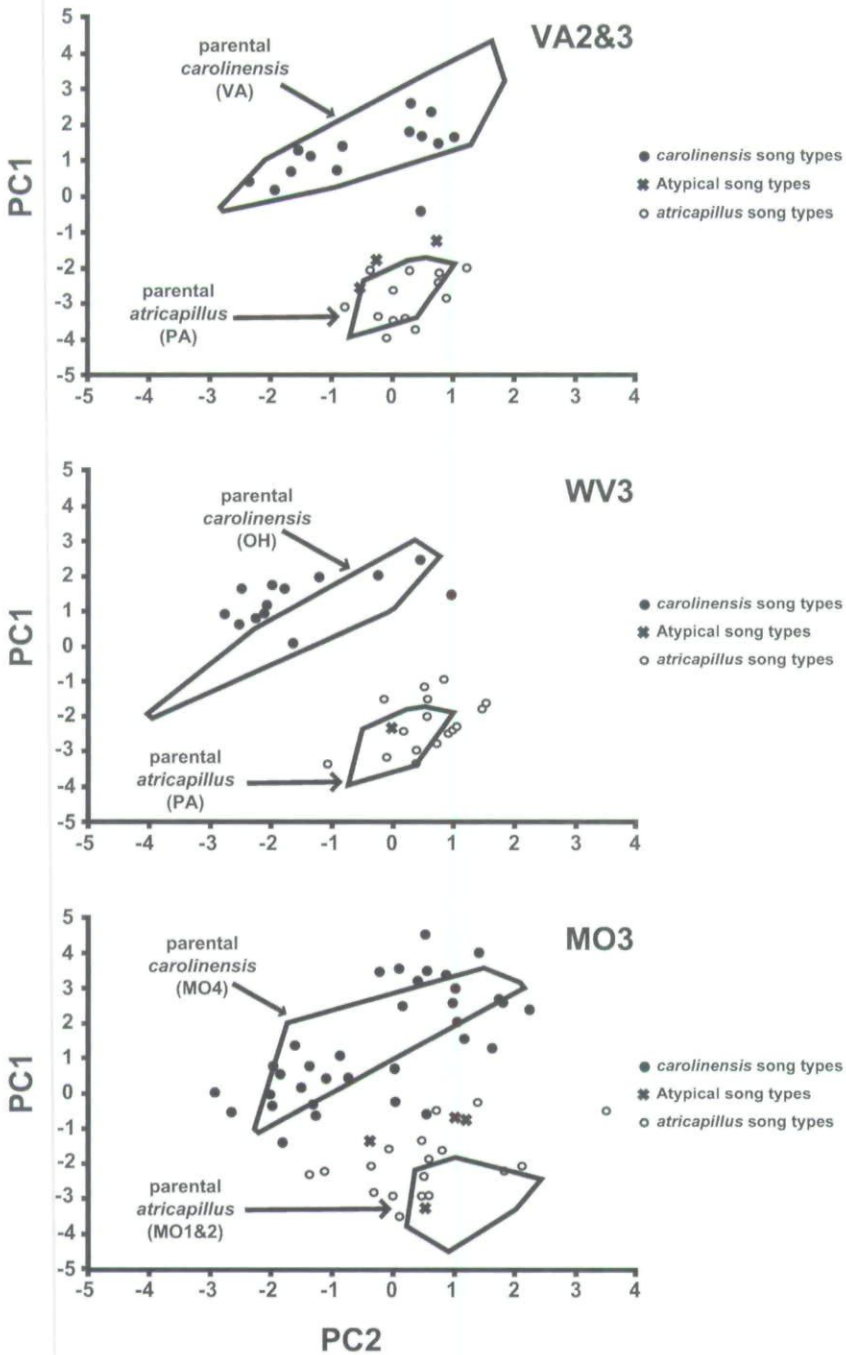 VA2&3
5
4
3
2
1
0
-1
-2
-3
-4
-5
PC1
parental
carolinensis
(VA)
parental
atricapillus
(PA)
carolinensis song types
Atypical song types
atricapillus song types
-5 -4 -3 -2 -1 0 1 2 3 4
WV3
5
4
3
2
1
0
-1
-2
-3
-4
-5
PC1
parental
carolinensis
(OH)
parental
atricapillus
(PA)
carolinensis song types
Atypical song types
atricapillus song types
-5 -4 -3 -2 -1 0 1 2 3 4
MO3
5
4
3
2
1
0
-1
-2
-3
-4
-5
PC1
parental
carolinensis
(MO4)
parental
atricapillus
(MO1&2)
carolinensis song types
Atypical song types
atricapillus song types
-5 -4 -3 -2 -1 0 1 2 3 4
PC2